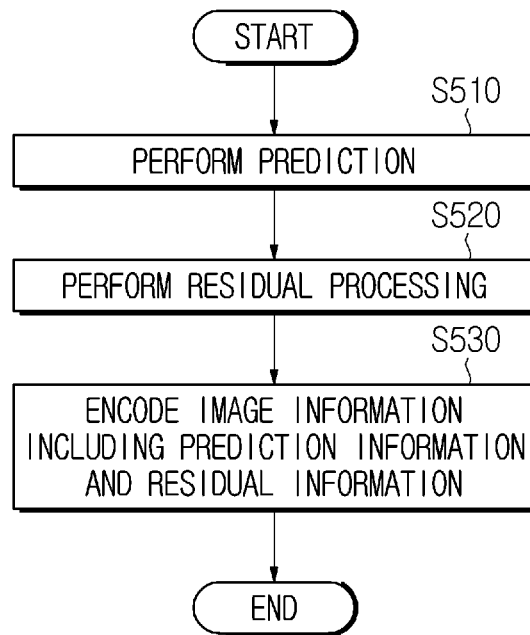 START
S510
PERFORM PREDICTION
S520
PERFORM RESIDUAL PROCESSING
S530
ENCODE IMAGE INFORMATION
INCLUDING PREDICTION INFORMATION
AND RESIDUAL INFORMATION
END